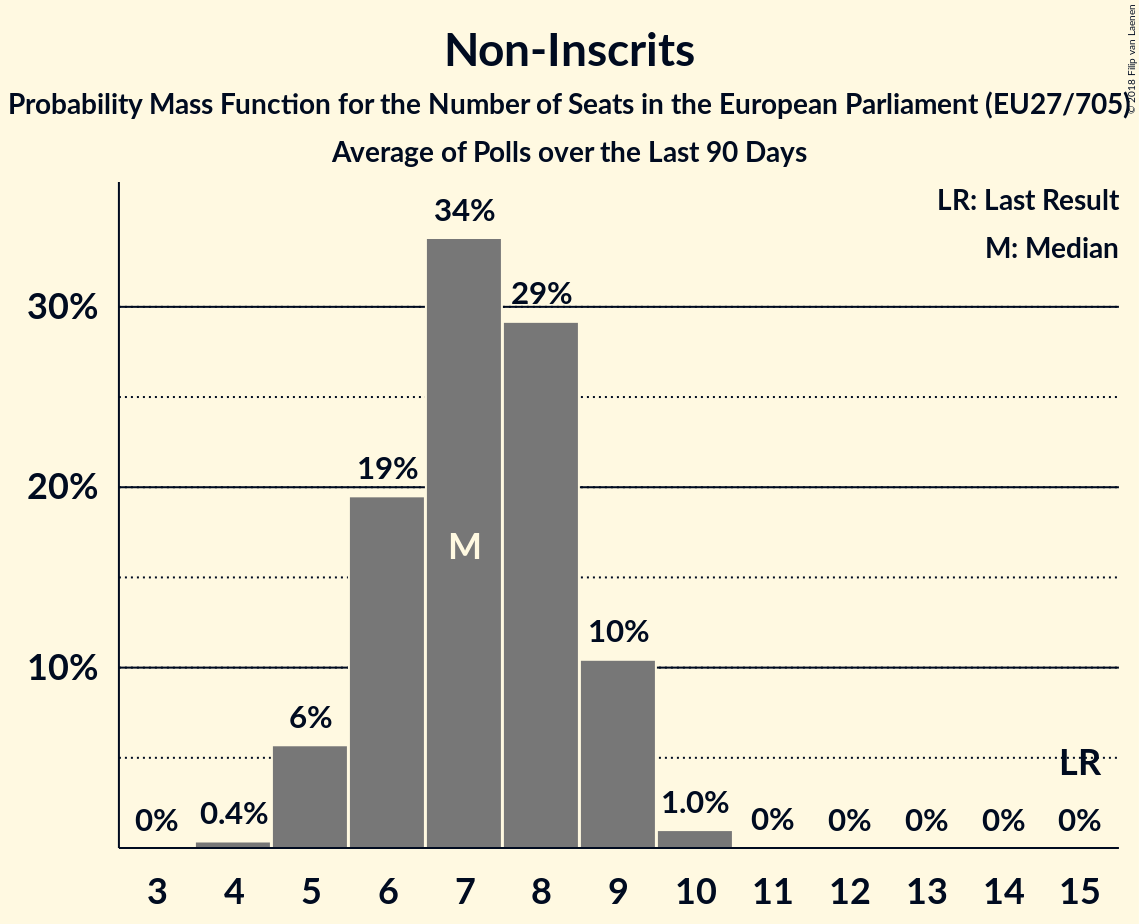 Non-Inscrits
Probability Mass Function for the Number of Seats in the European Parliament (EU27/705)
Average of Polls over the Last 90 Days
© 2018 Filip van Laenen
LR: Last Result
M: Median
34%
29%
30%
19%
20%
M
10%
10%
6%
LR
0% 0.4% 1.0% 0% 0% 0% 0% 0%
3 4 5 6 7 8 9 10 11 12 13 14 15